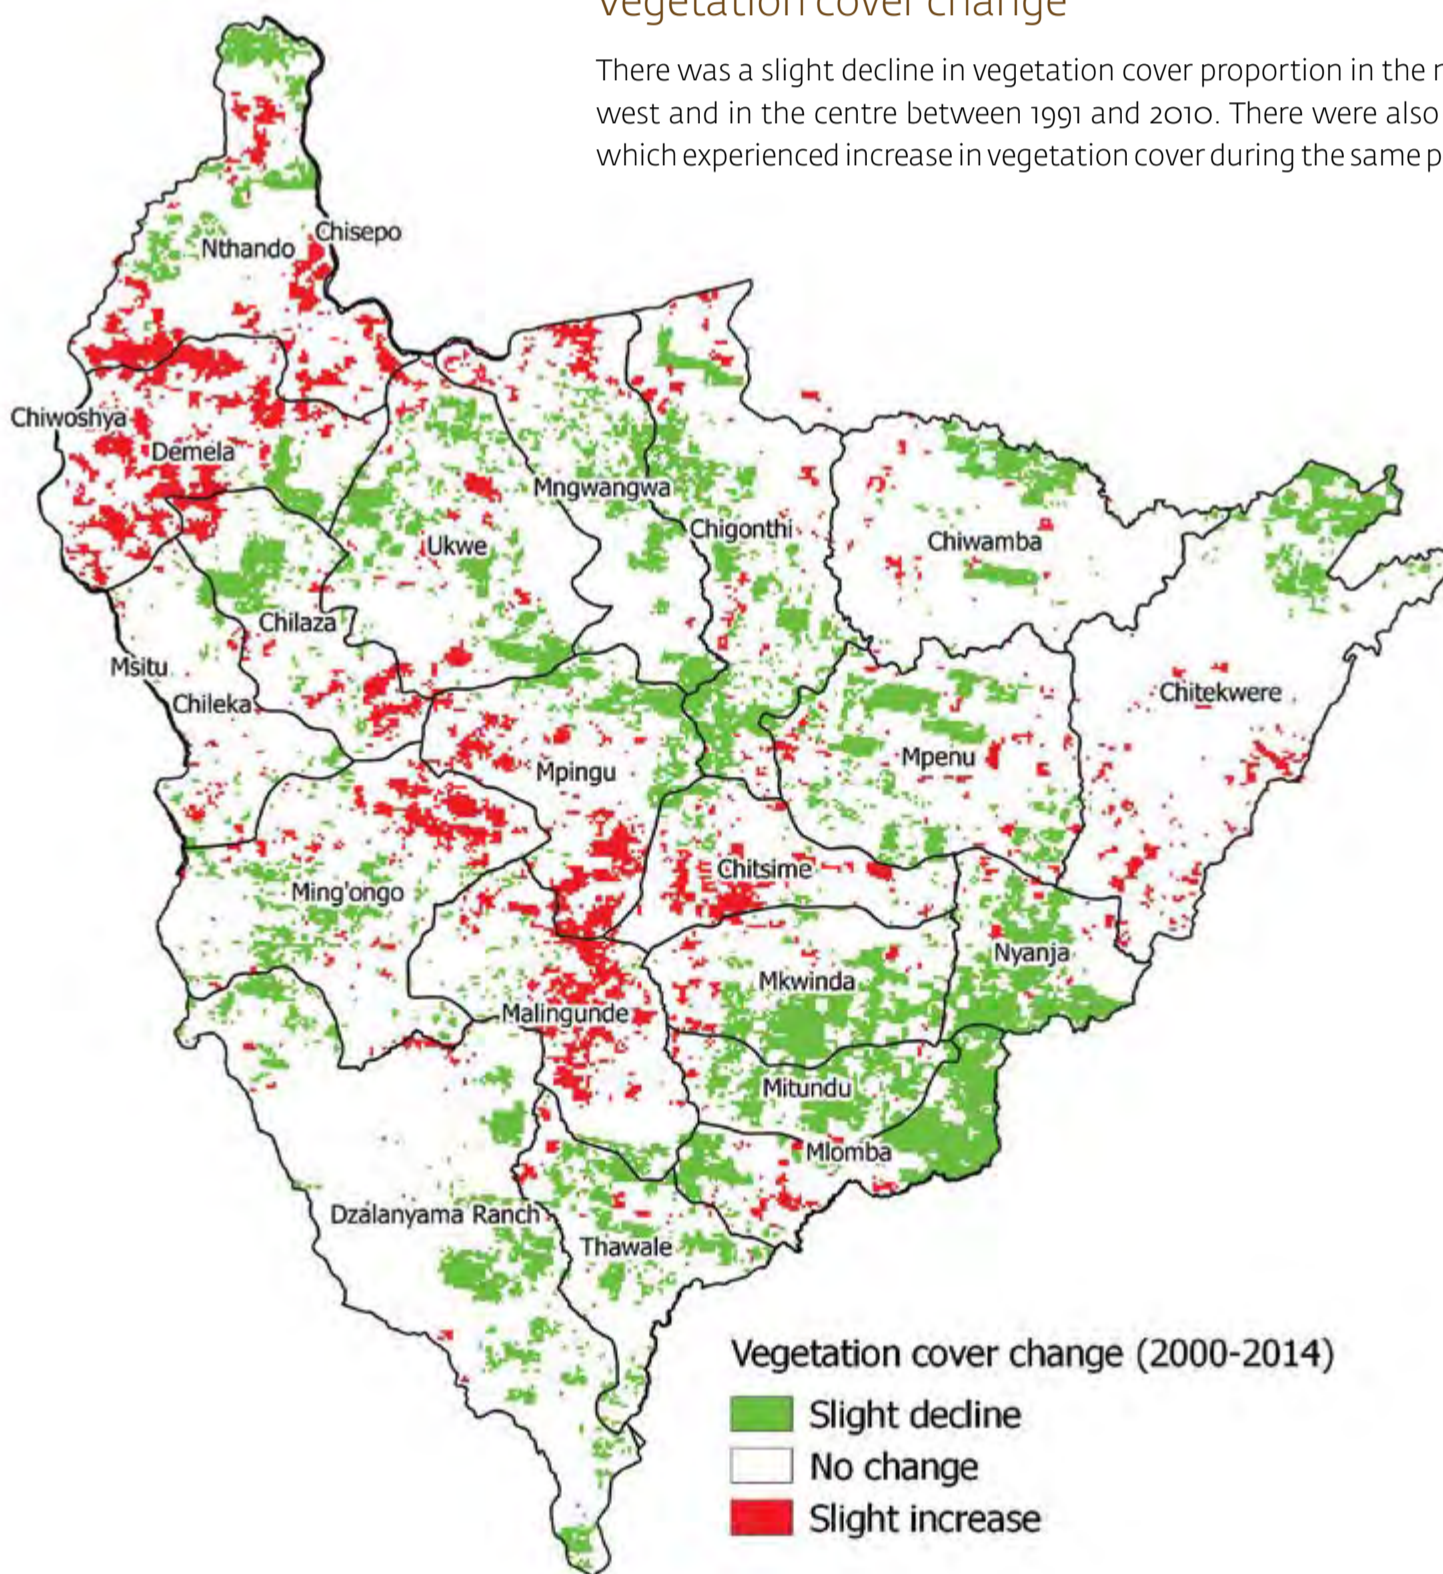 Vegetation cover change
There was a slight decline in vegetation cover proportion in the
west and in the centre between 1991 and 2010. There were also
which experienced increase in vegetation cover during the same
Chisepo
Nthando
Chiwoshya
Demela
Mngwangwa
Chigonthi
Chiwamba
Ukwe
Chilaza
Msitu
Chileka
Chitekwere
Mpenu
Mpingu
Chitsime
Ming'ongo
Nyanja
Mkwinda
Malingunde
Mitundu
Mlomba
Dzalanyama Ranch
Thawale
Vegetation cover change (2000-2014)
Slight decline
No change
Slight increase